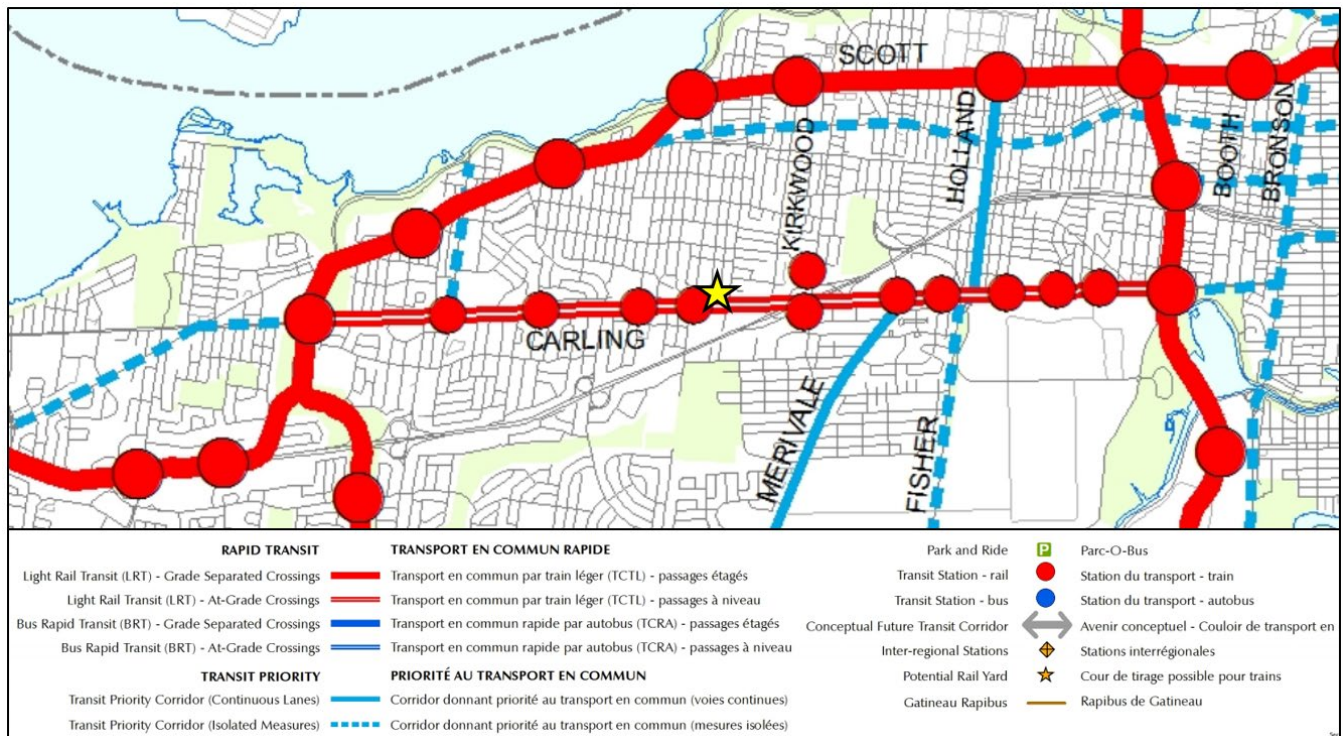 SCOTT
HOLLAND
BOOTH
BRONSON
KIRKWOOD
CARLING
MERIVALE
FISHER
RAPID TRANSIT
TRANSPORT EN COMMUN RAPIDE
Light Rail Transit (LRT) - Grade Separated Crossings
Transport en commun par train léger (TCTL) - passages étagés
Light Rail Transit (LRT) - At-Grade Crossings
Transport en commun par train léger (TCTL) - passages à niveau
Bus Rapid Transit (BRT) - Grade Separated Crossings
Transport en commun rapide par autobus (TCRA) - passages étagés
Bus Rapid Transit (BRT) - At-Grade Crossings
Transport en commun rapide par autobus (TCRA) - passages à niveau
TRANSIT PRIORITY
PRIORITÉ AU TRANSPORT EN COMMUN
Transit Priority Corridor (Continuous Lanes)
Corridor donnant priorité au transport en commun (voies continues)
Transit Priority Corridor (Isolated Measures)
Corridor donnant priorité au transport en commun (mesures isolées)
Park and Ride
P
Parc-O-Bus
Transit Station - rail
Station du transport - train
Transit Station - bus
Station du transport - autobus
Conceptual Future Transit Corridor
Avenir conceptuel - Couloir de transport en
Inter-regional Stations
Stations interrégionales
Potential Rail Yard
Cour de tirage possible pour trains
Gatineau Rapibus
Rapibus de Gatineau